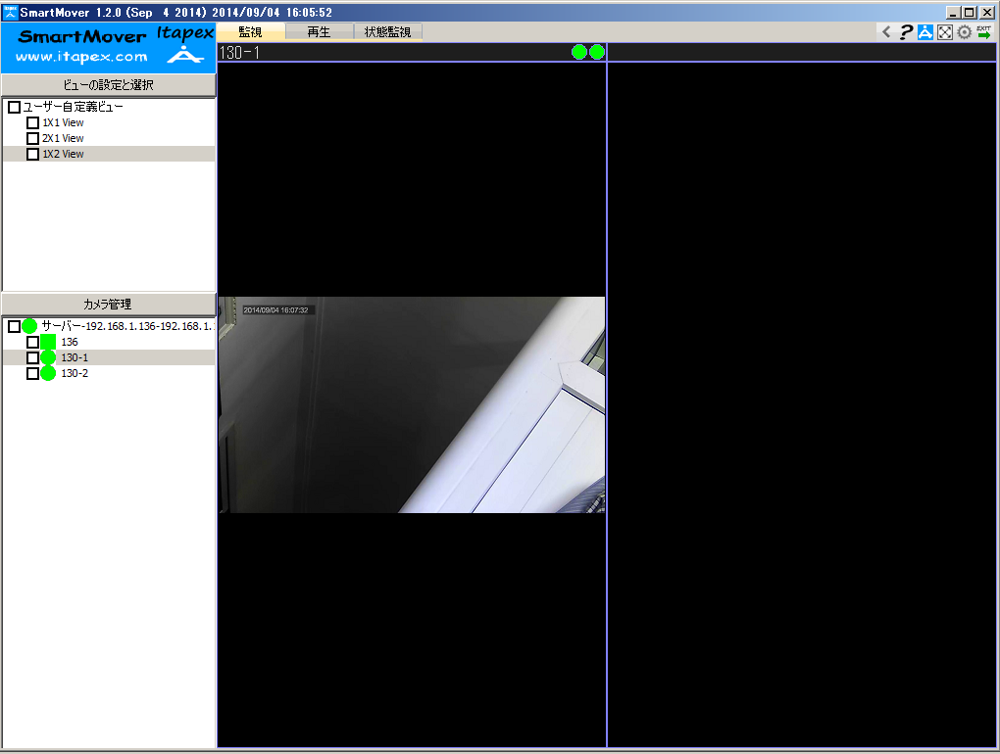 SmartMover 1.2.0 (Sep 4 2014) 2014/09/04 16:05:52
SmartMover Itapex
www.itapex.com
監視 再生 状態監視
EXIT
130-1
ビューの設定と選択
ユーザー自定義ビュー
1X1 View
2X1 View
1X2 View
カメラ管理
サーバー-192.168.1.136-192.168.1.
136
130-1
130-2
2014/09/04 16:07:32